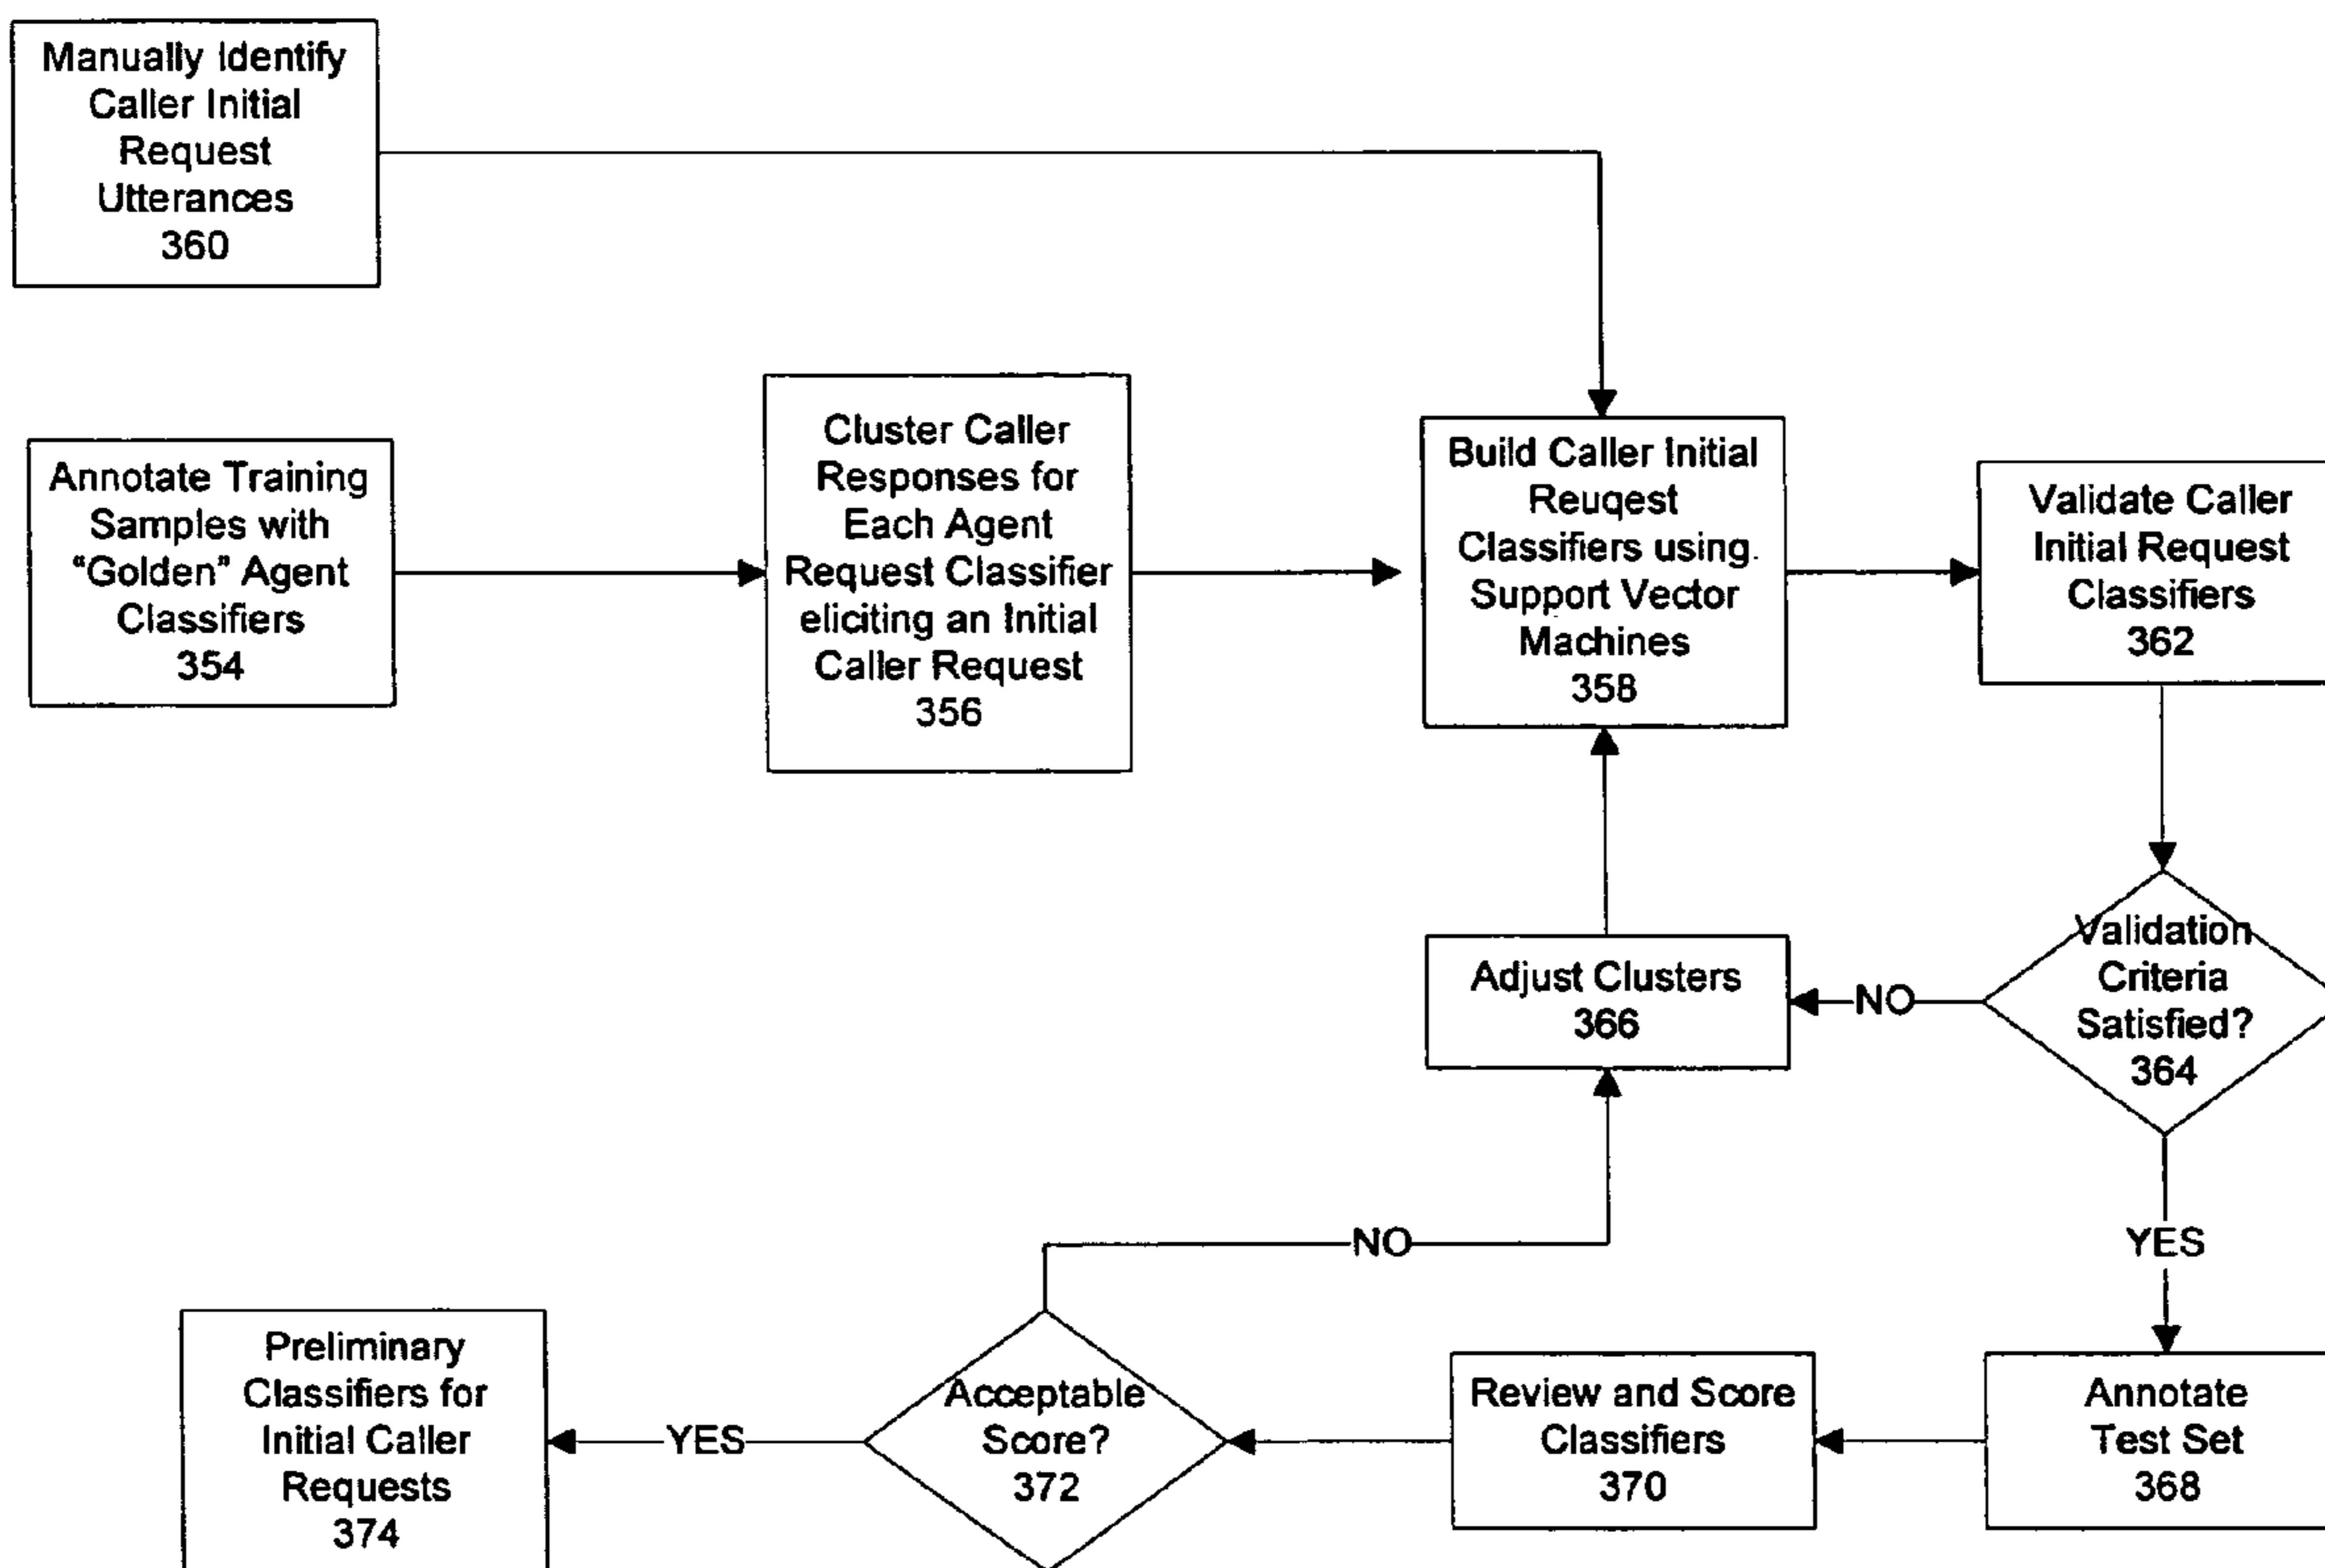 Manually Identify
Caller Initial
Request
Utterances
360
Annotate Training
Samples with
“Golden” Agent
Classifiers
354
Cluster Caller
Responses for
Each Agent
Request Classifier
eliciting an Initial
Caller Request
356
Build Caller Initial
Reuqest
Classifiers using
Support Vector
Machines
358
Validate Caller
Initial Request
Classifiers
362
Validation
Criteria
Satisfied?
364
NO
Adjust Clusters
366
YES
Annotate
Test Set
368
Review and Score
Classifiers
370
Acceptable
Score?
372
NO
YES
Preliminary
Classifiers for
Initial Caller
Requests
374